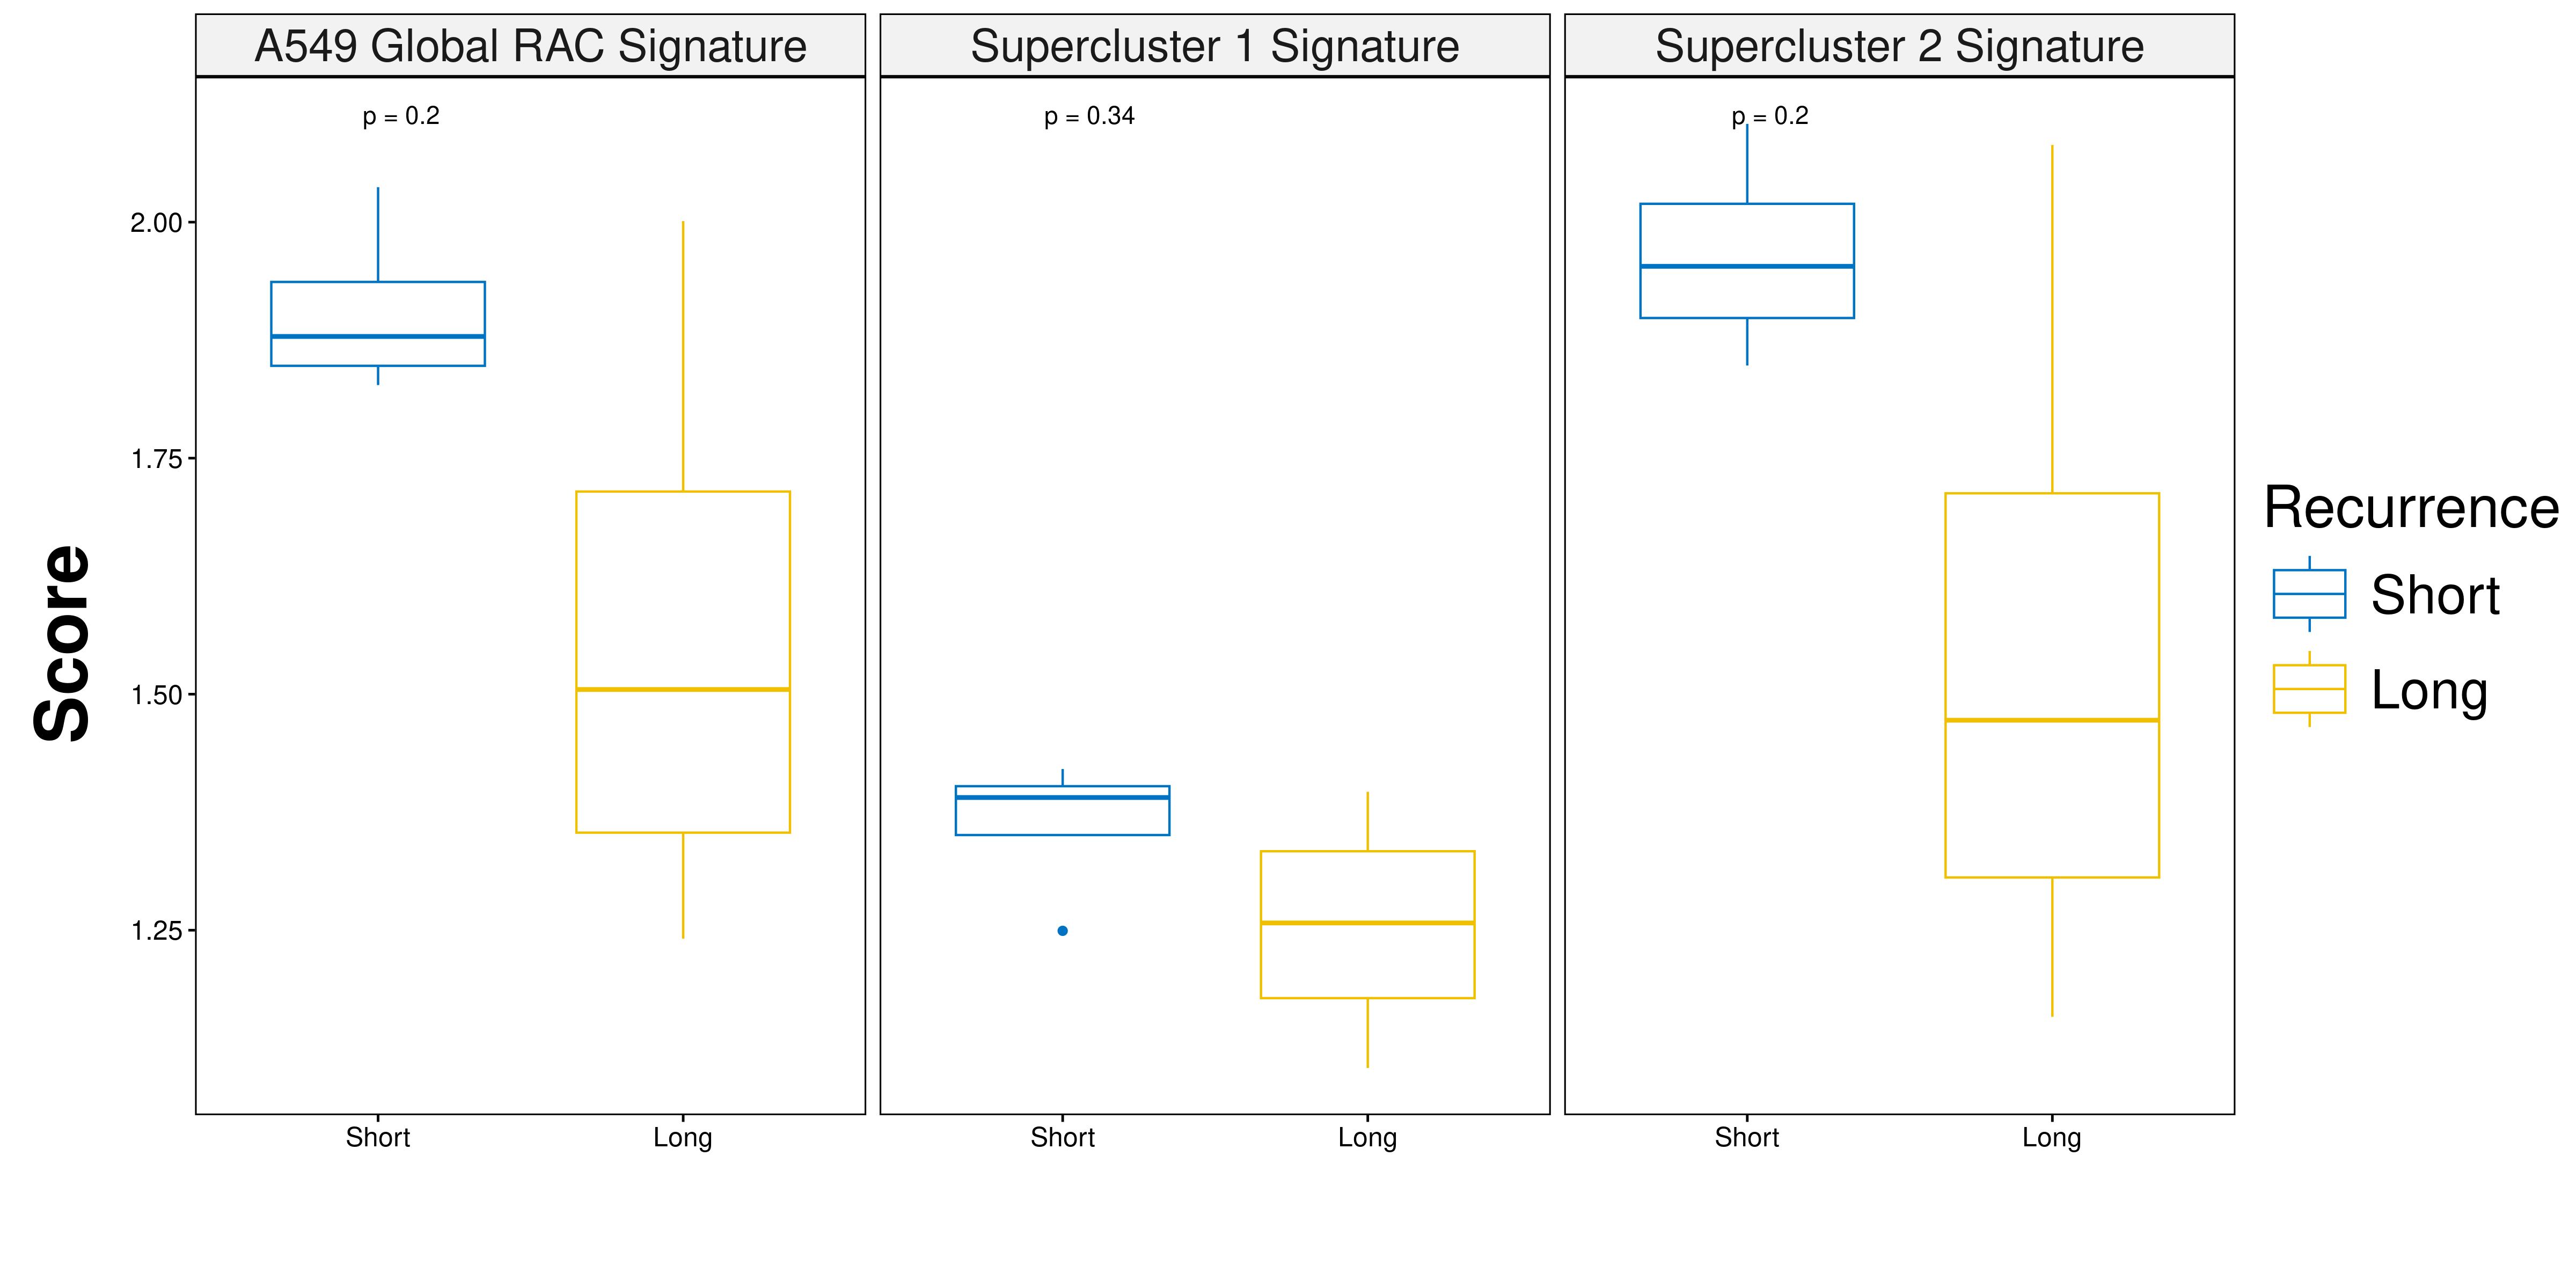 A549 Global RAC Signature
Supercluster 1 Signature
Supercluster 2 Signature
p = 0.2
p = 0.34
p = 0.2
Score
2.00
1.75
1.50
1.25
Short
Long
Short
Long
Short
Long
Recurrence
Short
Long